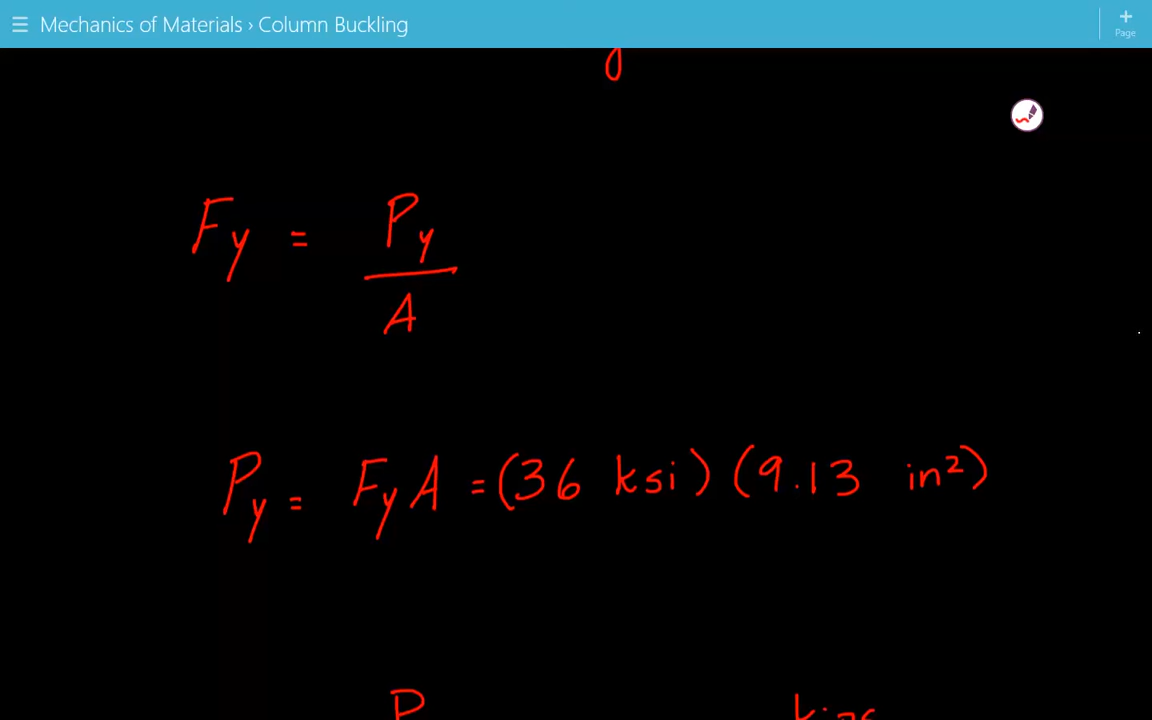 Mechanics of Materials › Column Buckling
Page
Fy = Py
A
Py = FyA = (36 ksi) (9.13 in²)
P